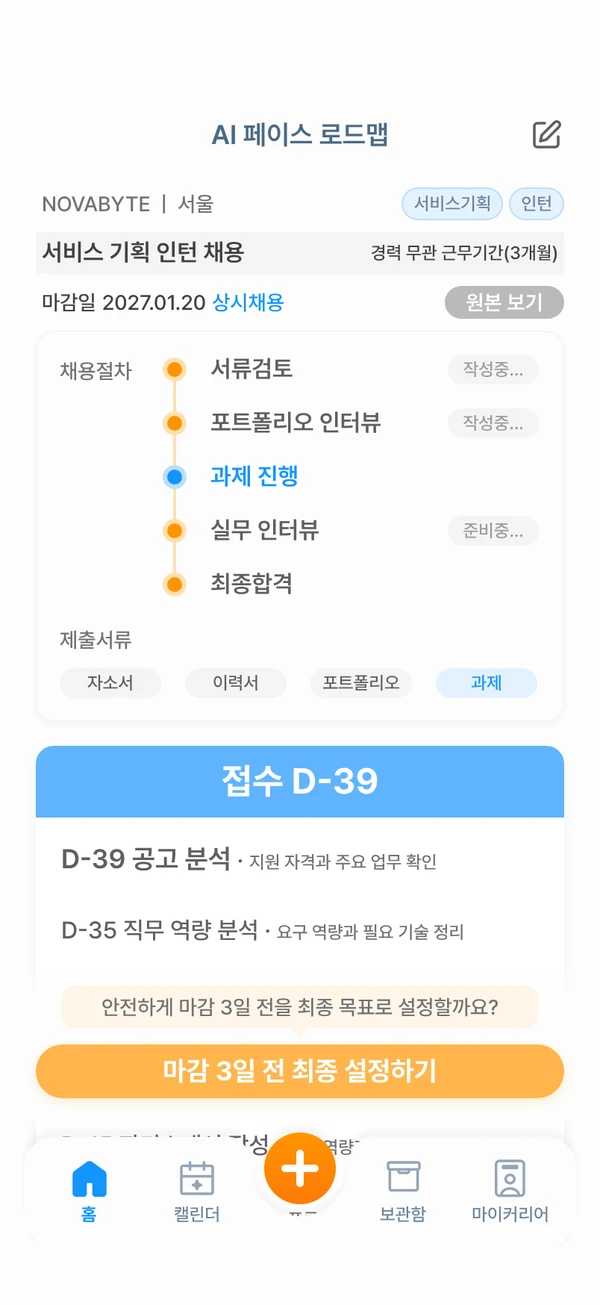 AI 페이스 로드맵
NOVABYTE | 서울 서비스기획 인턴
서비스 기획 인턴 채용 경력 무관 근무기간(3개월)
마감일 2027.01.20 상시채용 원본 보기
채용절차 서류검토 작성중...
포트폴리오 인터뷰 작성중...
과제 진행
실무 인터뷰 준비중...
최종합격
제출서류
자소서 이력서 포트폴리오 과제
접수 D-39
D-39 공고 분석 · 지원 자격과 주요 업무 확인
D-35 직무 역량 분석 · 요구 역량과 필요 기술 정리
안전하게 마감 3일 전을 최종 목표로 설정할까요?
마감 3일 전 최종 설정하기
홈 캘린더 보관함 마이커리어